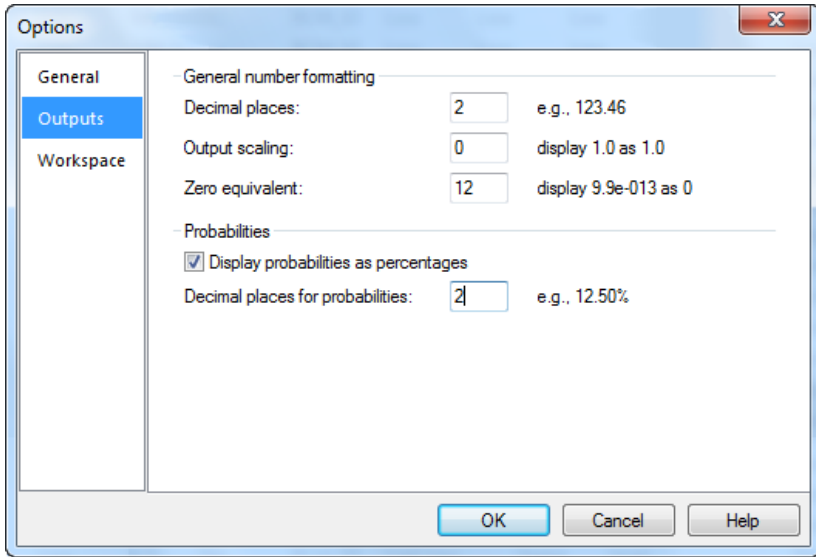 Options
General
Outputs
Workspace
General number formatting
Decimal places: 2 e.g., 123.46
Output scaling: 0 display 1.0 as 1.0
Zero equivalent: 12 display 9.9e-013 as 0
Probabilities
Display probabilities as percentages
Decimal places for probabilities: 2 e.g., 12.50%
OK Cancel Help